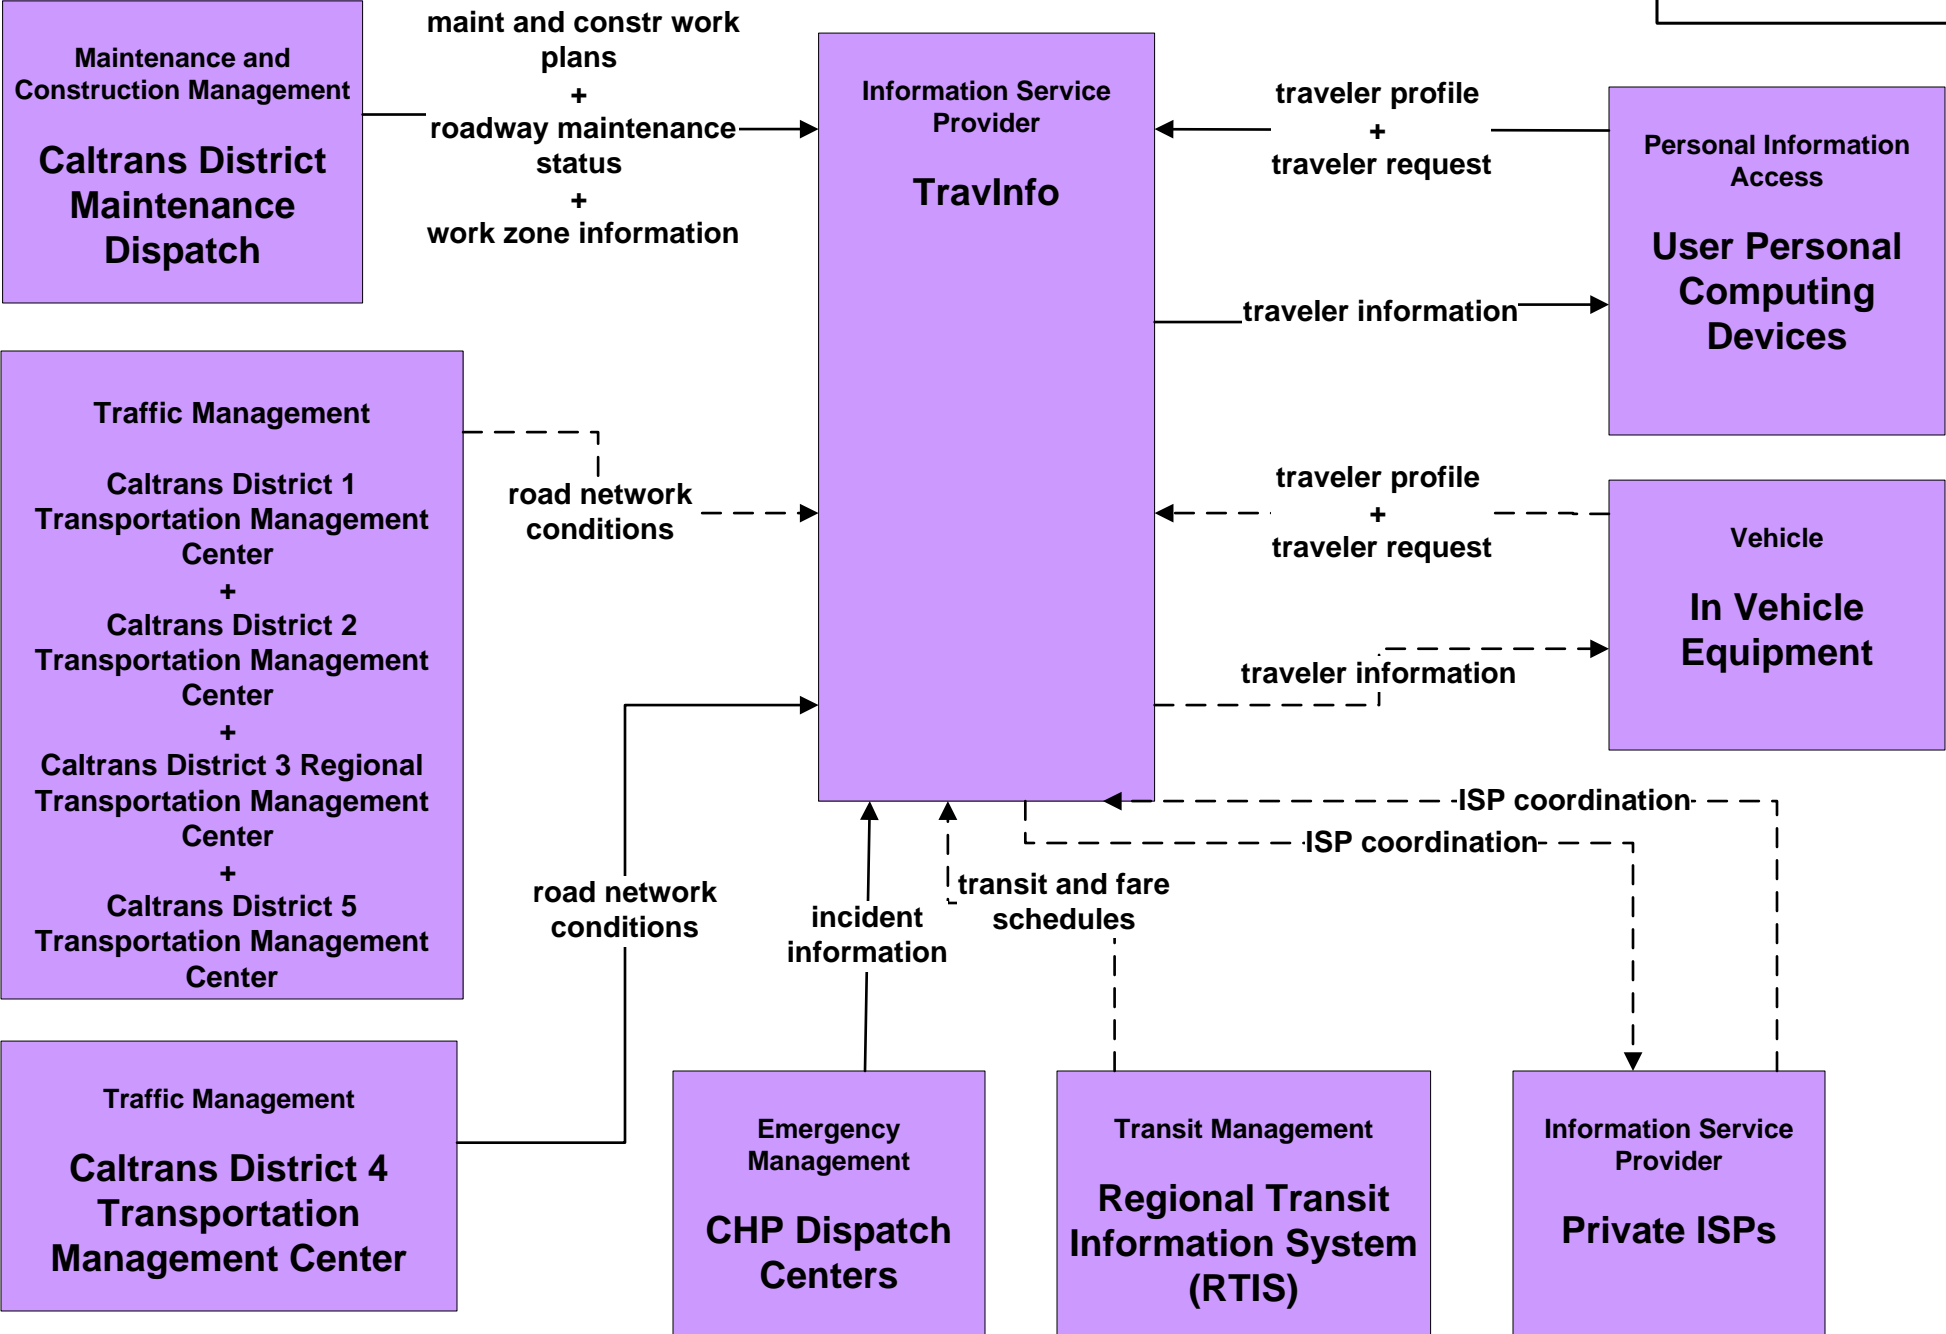 Maintenance and
Construction Management
Caltrans District
Maintenance
Dispatch
maint and constr work
plans
+
roadway maintenance
status
+
work zone information
Information Service
Provider
TravInfo
traveler profile
+
traveler request
Personal Information
Access
User Personal
Computing
Devices
traveler information
Traffic Management
Caltrans District 1
Transportation Management
Center
+
Caltrans District 2
Transportation Management
Center
+
Caltrans District 3 Regional
Transportation Management
Center
+
Caltrans District 5
Transportation Management
Center
road network
conditions
traveler profile
+
traveler request
Vehicle
In Vehicle
Equipment
traveler information
ISP coordination
ISP coordination
transit and fare
schedules
incident
information
road network
conditions
Traffic Management
Caltrans District 4
Transportation
Management Center
Emergency
Management
CHP Dispatch
Centers
Transit Management
Regional Transit
Information System
(RTIS)
Information Service
Provider
Private ISPs